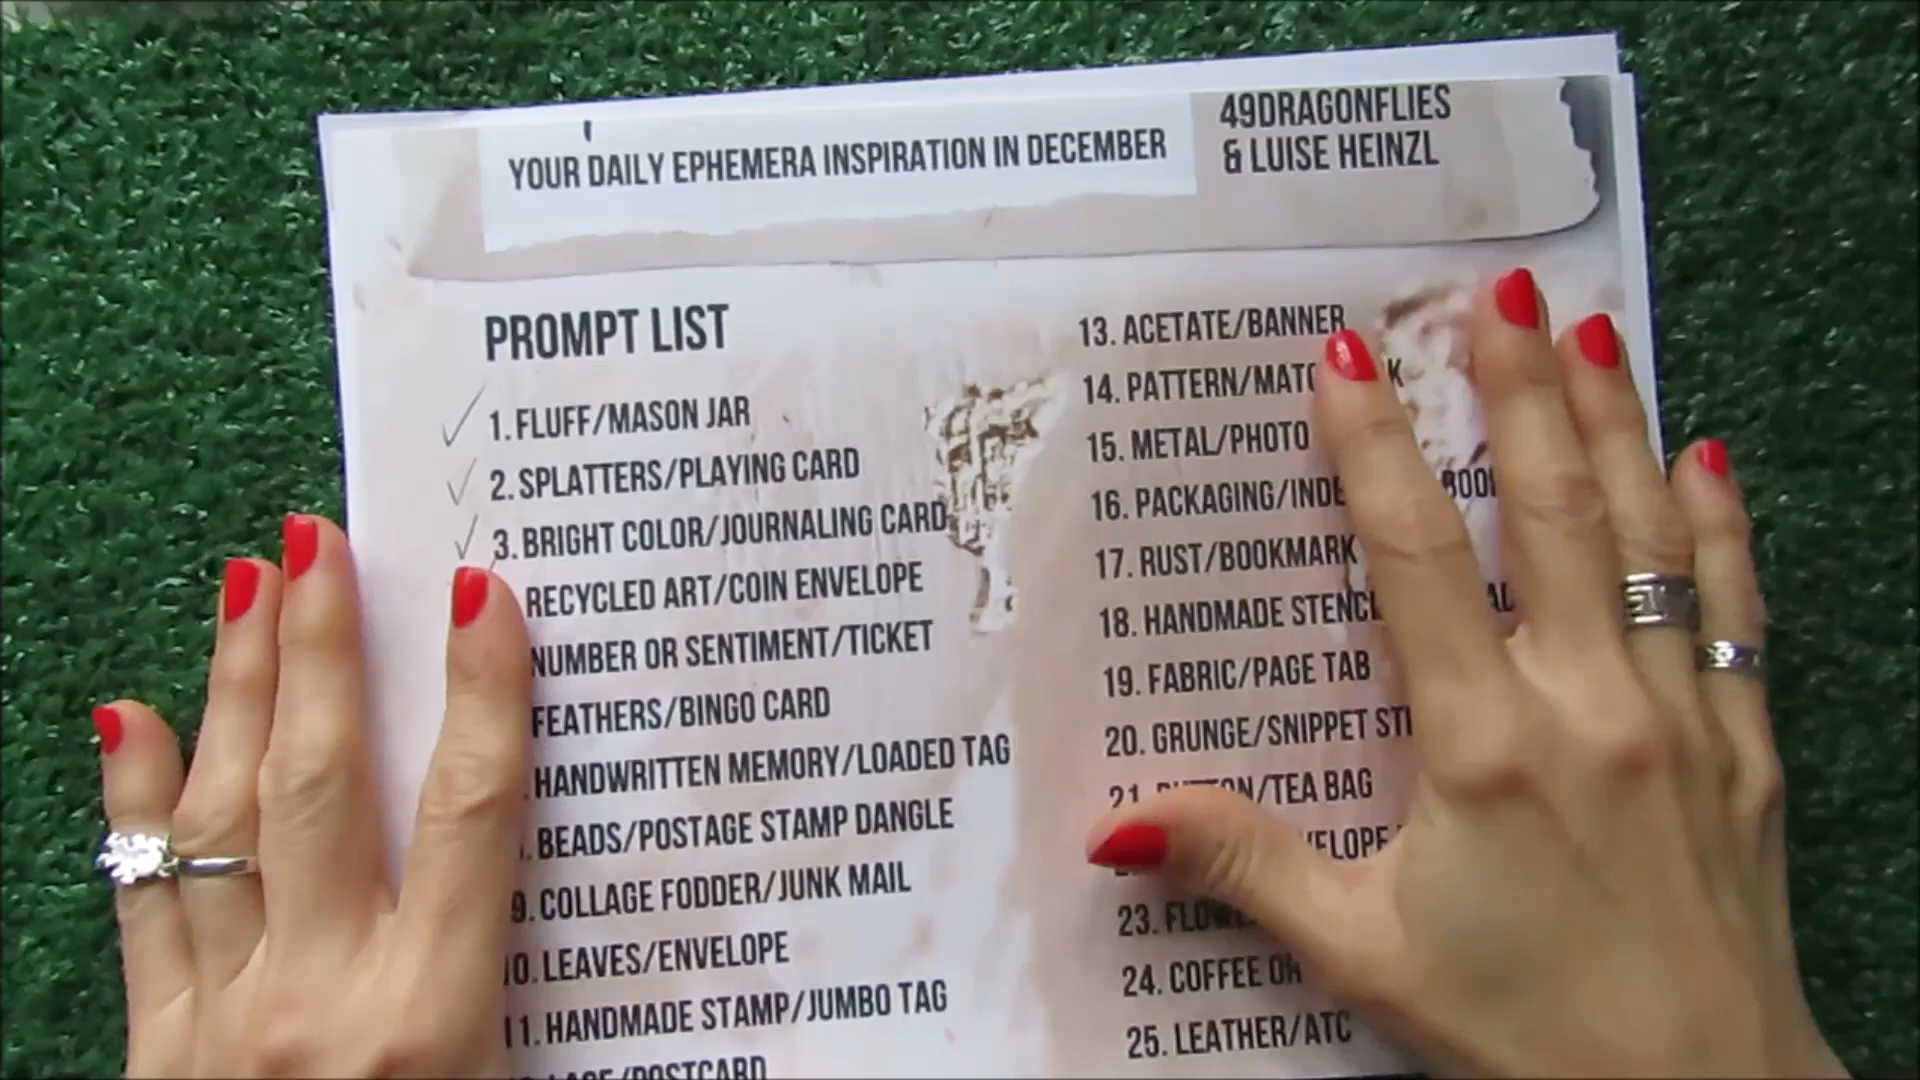 YOUR DAILY EPHEMERA INSPIRATION IN DECEMBER
49DRAGONFLIES
& LUISE HEINZL
PROMPT LIST
1. FLUFF/MASON JAR
2. SPLATTERS/PLAYING CARD
3. BRIGHT COLOR/JOURNALING CARD
RECYCLED ART/COIN ENVELOPE
NUMBER OR SENTIMENT/TICKET
FEATHERS/BINGO CARD
HANDWRITTEN MEMORY/LOADED TAG
BEADS/POSTAGE STAMP DANGLE
9. COLLAGE FODDER/JUNK MAIL
10. LEAVES/ENVELOPE
11. HANDMADE STAMP/JUMBO TAG
LACE/POSTCARD
13. ACETATE/BANNER
14. PATTERN/
15. METAL/PHOTO
16. PACKAGING/
17. RUST/BOOKMARK
18. HANDMADE
19. FABRIC/PAGE TAB
20. GRUNGE/SNIPPET
21. /TEA BAG
23.
24. COFFEE
25. LEATHER/ATC